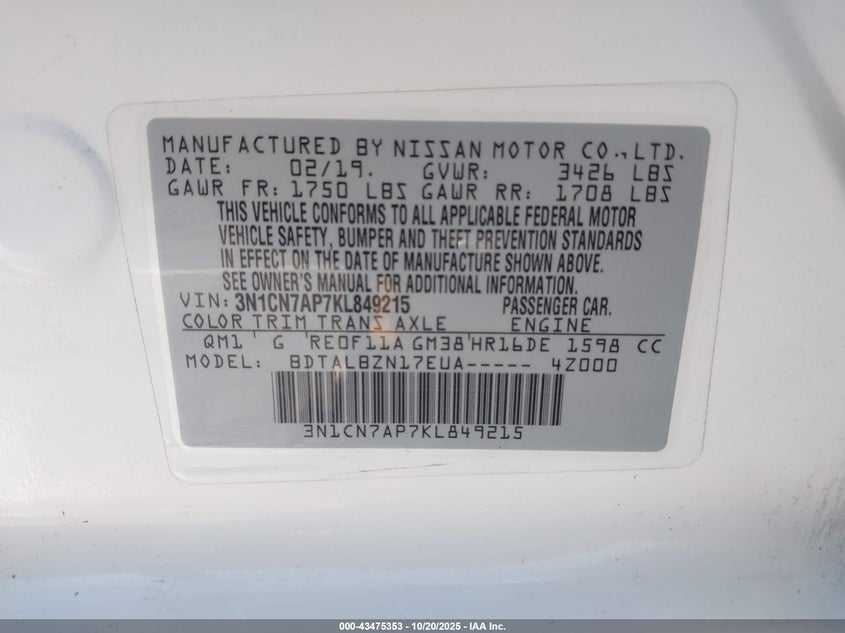 MANUFACTURED BY NISSAN MOTOR CO.,LTD.
DATE: 02/19. GVWR: 3426 LBS
GAWR FR: 1750 LBS GAWR RR: 1708 LBS
THIS VEHICLE CONFORMS TO ALL APPLICABLE FEDERAL MOTOR
VEHICLE SAFETY, BUMPER AND THEFT PREVENTION STANDARDS
IN EFFECT ON THE DATE OF MANUFACTURE SHOWN ABOVE.
SEE OWNER'S MANUAL FOR ADDITIONAL INFORMATION
VIN: 3N1CN7AP7KL849215 PASSENGER CAR.
COLOR TRIM TRANS AXLE ENGINE
QM1 G RE0F11A GM38 HR16DE 1598 CC
MODEL: BDTALBZN17EUA----- 4Z000
3N1CN7AP7KL849215
000-43475353 | 10/20/2025 - IAA Inc.